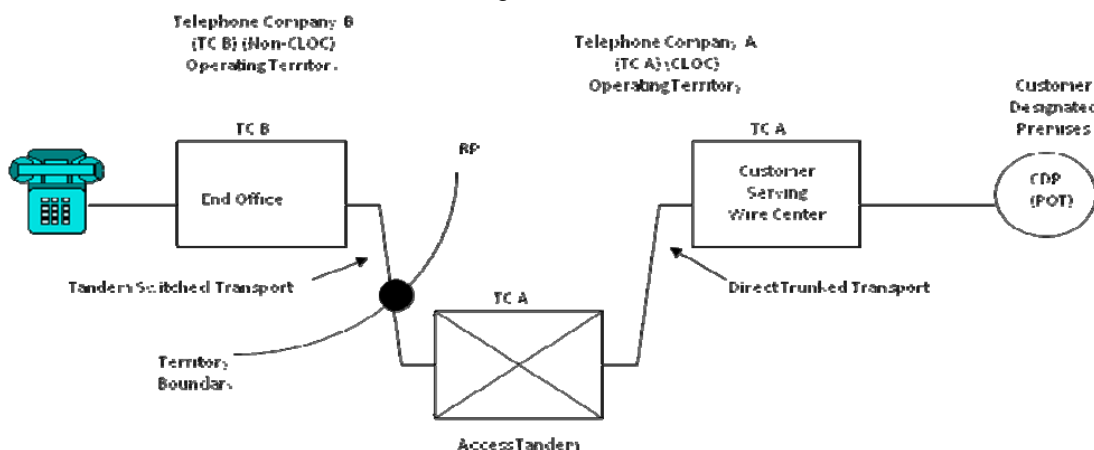 Telephone Company B
(TC B) (Non-CLOC)
Operating Territory
Telephone Company A
(TC A) (CLOC)
Operating Territory
Customer
Designated
Premises
TC B
End Office
RP
TC A
Customer
Serving
Wire Center
CDP
(POT)
Tandem Switched Transport
TC A
Direct Trunked Transport
Territory
Boundary
Access Tandem